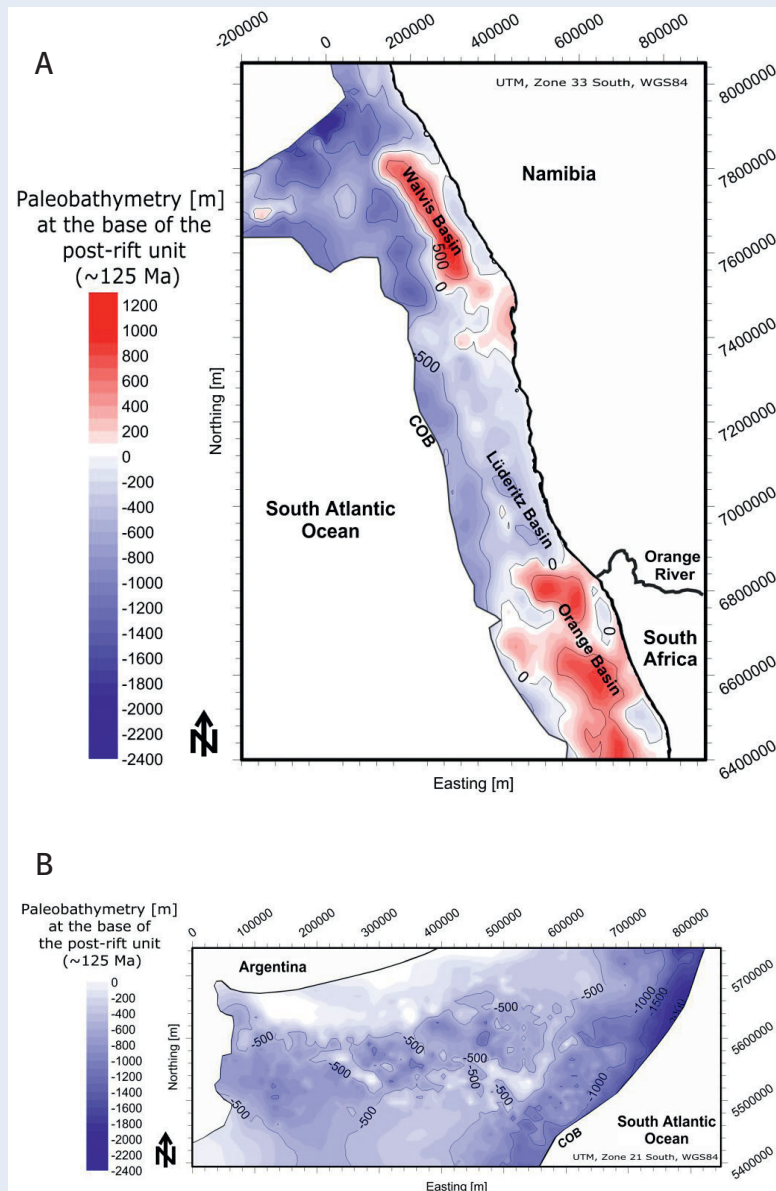 A
-200000
0
200000
400000
600000
800000
UTM, Zone 33 South, WGS84
8000000
7800000
7600000
7400000
7200000
7000000
6800000
6600000
6400000
Namibia
Walvis Basin
500
0
-500
COB
Lüderitz Basin
South Atlantic
Ocean
0
Orange
River
Orange Basin
0
South
Africa
0
Northing [m]
Easting [m]
Paleobathymetry [m]
at the base of the
post-rift unit
(~125 Ma)
1200
1000
800
600
400
200
0
-200
-400
-600
-800
-1000
-1200
-1400
-1600
-1800
-2000
-2200
-2400
N
B
Paleobathymetry [m]
at the base of
the post-rift unit
(~125 Ma)
0
-200
-400
-600
-800
-1000
-1200
-1400
-1600
-1800
-2000
-2200
-2400
N
0
100000
200000
300000
400000
500000
600000
700000
800000
5700000
5600000
5500000
5400000
Northing [m]
Argentina
-500
-500
-500
-500
-500
-500
-500
-500
-500
-1000
-1500
-1000
COB
South Atlantic
Ocean
UTM, Zone 21 South, WGS84
Easting [m]